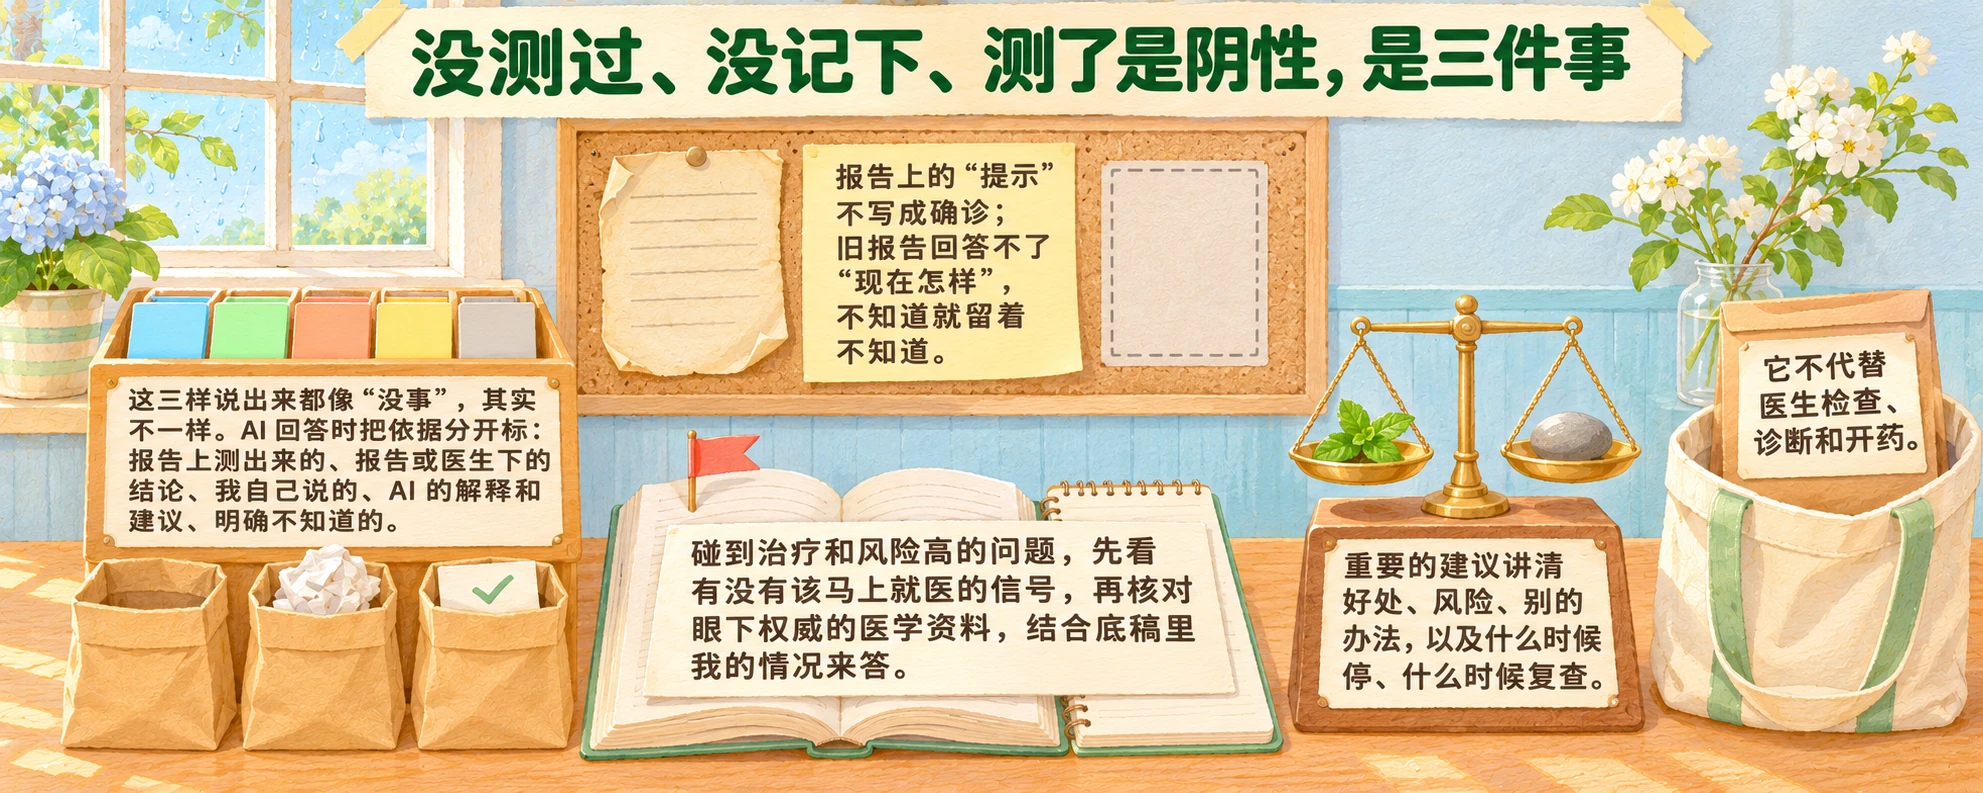 没测过、没记下、测了是阴性，是三件事
报告上的“提示”
不写成确诊；
旧报告回答不了
“现在怎样”，
不知道就留着
不知道。
这三样说出来都像“没事”，其实
不一样。AI 回答时把依据分开标：
报告上测出来的、报告或医生下的
结论、我自己说的、AI 的解释和
建议、明确不知道的。
碰到治疗和风险高的问题，先看
有没有该马上就医的信号，再核对
眼下权威的医学资料，结合底稿里
我的情况来答。
重要的建议讲清
好处、风险、别的
办法，以及什么时候
停、什么时候复查。
它不代替
医生检查、
诊断和开药。